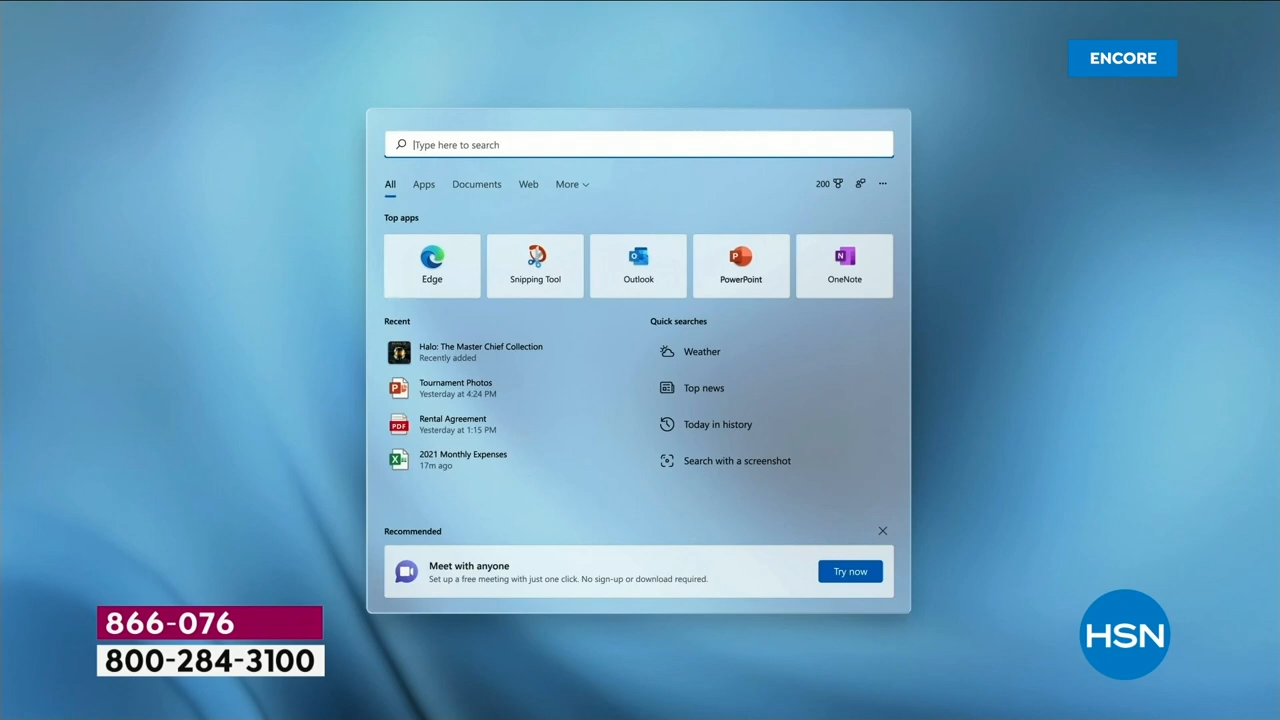 ENCORE
Type here to search
All Apps Documents Web More
200
Top apps
Edge
Snipping Tool
Outlook
PowerPoint
OneNote
Recent
Halo: The Master Chief Collection
Recently added
Tournament Photos
Yesterday at 4:24 PM
Rental Agreement
Yesterday at 1:15 PM
2021 Monthly Expenses
17m ago
Quick searches
Weather
Top news
Today in history
Search with a screenshot
Recommended
Meet with anyone
Set up a free meeting with just one click. No sign-up or download required.
Try now
866-076
800-284-3100
HSN